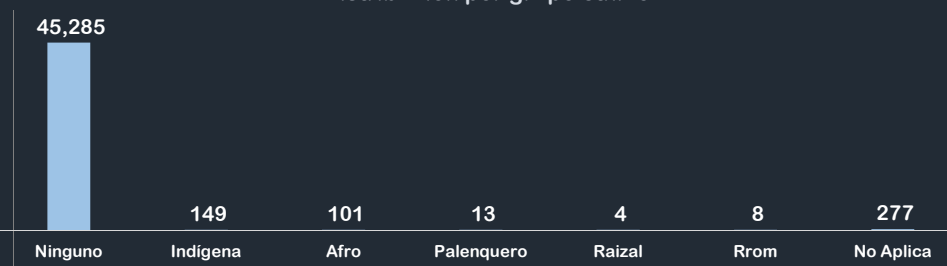 45,285
149 101 13 4 8 277
Ninguno Indígena Afro Palenquero Raizal Rrom No Aplica